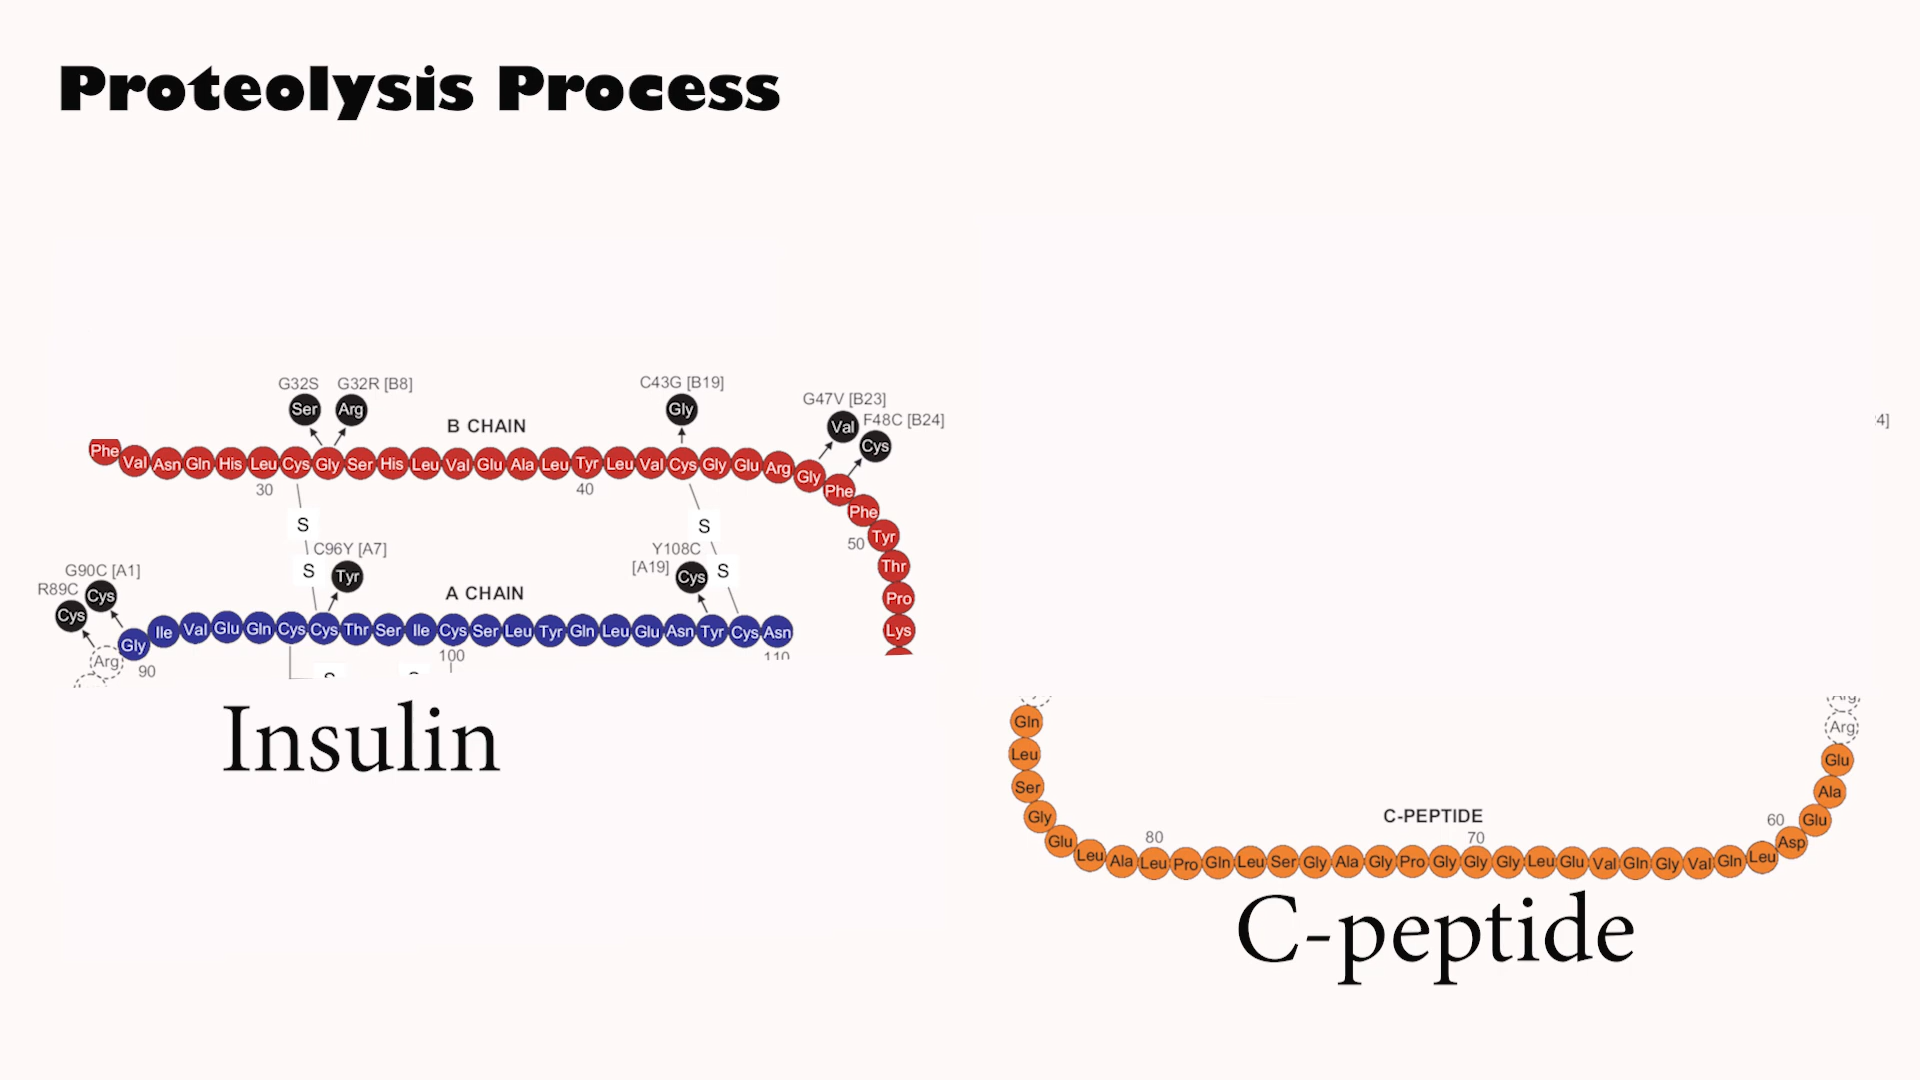 Proteolysis Process
G32S G32R [B8] C43G [B19]
Ser Arg Gly
G47V [B23]
Val F48C [B24]
Cys
4]
B CHAIN
Phe Val Asn Gln His Leu Cys Gly Ser His Leu Val Glu Ala Leu Tyr Leu Val Cys Gly Glu Arg Gly Phe Phe Tyr Thr Pro Lys
30 40 50
S S
S S
C96Y [A7] Y108C
[A19]
Tyr Cys
G90C [A1]
R89C Cys
Cys
A CHAIN
Arg Gly Ile Val Glu Gln Cys Cys Thr Ser Ile Cys Ser Leu Tyr Gln Leu Glu Asn Tyr Cys Asn
90 100 110
S S
Insulin
Arg
Arg
Gln Leu Ser Gly Glu Leu Ala Leu Pro Gln Leu Ser Gly Ala Gly Pro Gly Gly Gly Leu Glu Val Gln Gly Val Gln Leu Asp Glu Ala Glu
C-PEPTIDE
80 70 60
C-peptide